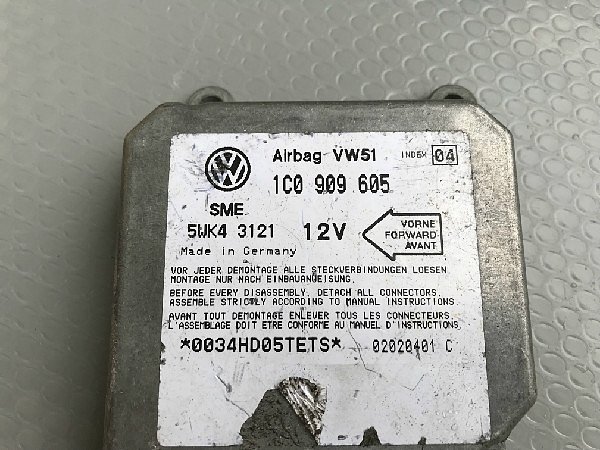 Airbag VW51 INDEX 04
1C0 909 605
SME
5WK4 3121 12V
VORNE
FORWARD
AVANT
Made in Germany
VOR JEDER DEMONTAGE ALLE STECKVERBINDUNGEN LOESEN.
MONTAGE NUR NACH EINBAUANWEISUNG.
BEFORE EVERY DISASSEMBLY, DETACH ALL CONNECTORS.
ASSEMBLE STRICTLY ACCORDING TO MANUAL INSTRUCTIONS.
AVANT TOUT DEMONTAGE ENLEVER TOUS LES CONNECTEURS.
L'ASSEMBLAGE DOIT ETRE CONFORME AU MANUEL D'INSTRUCTIONS.
*0034HD05TETS* 02020401 C